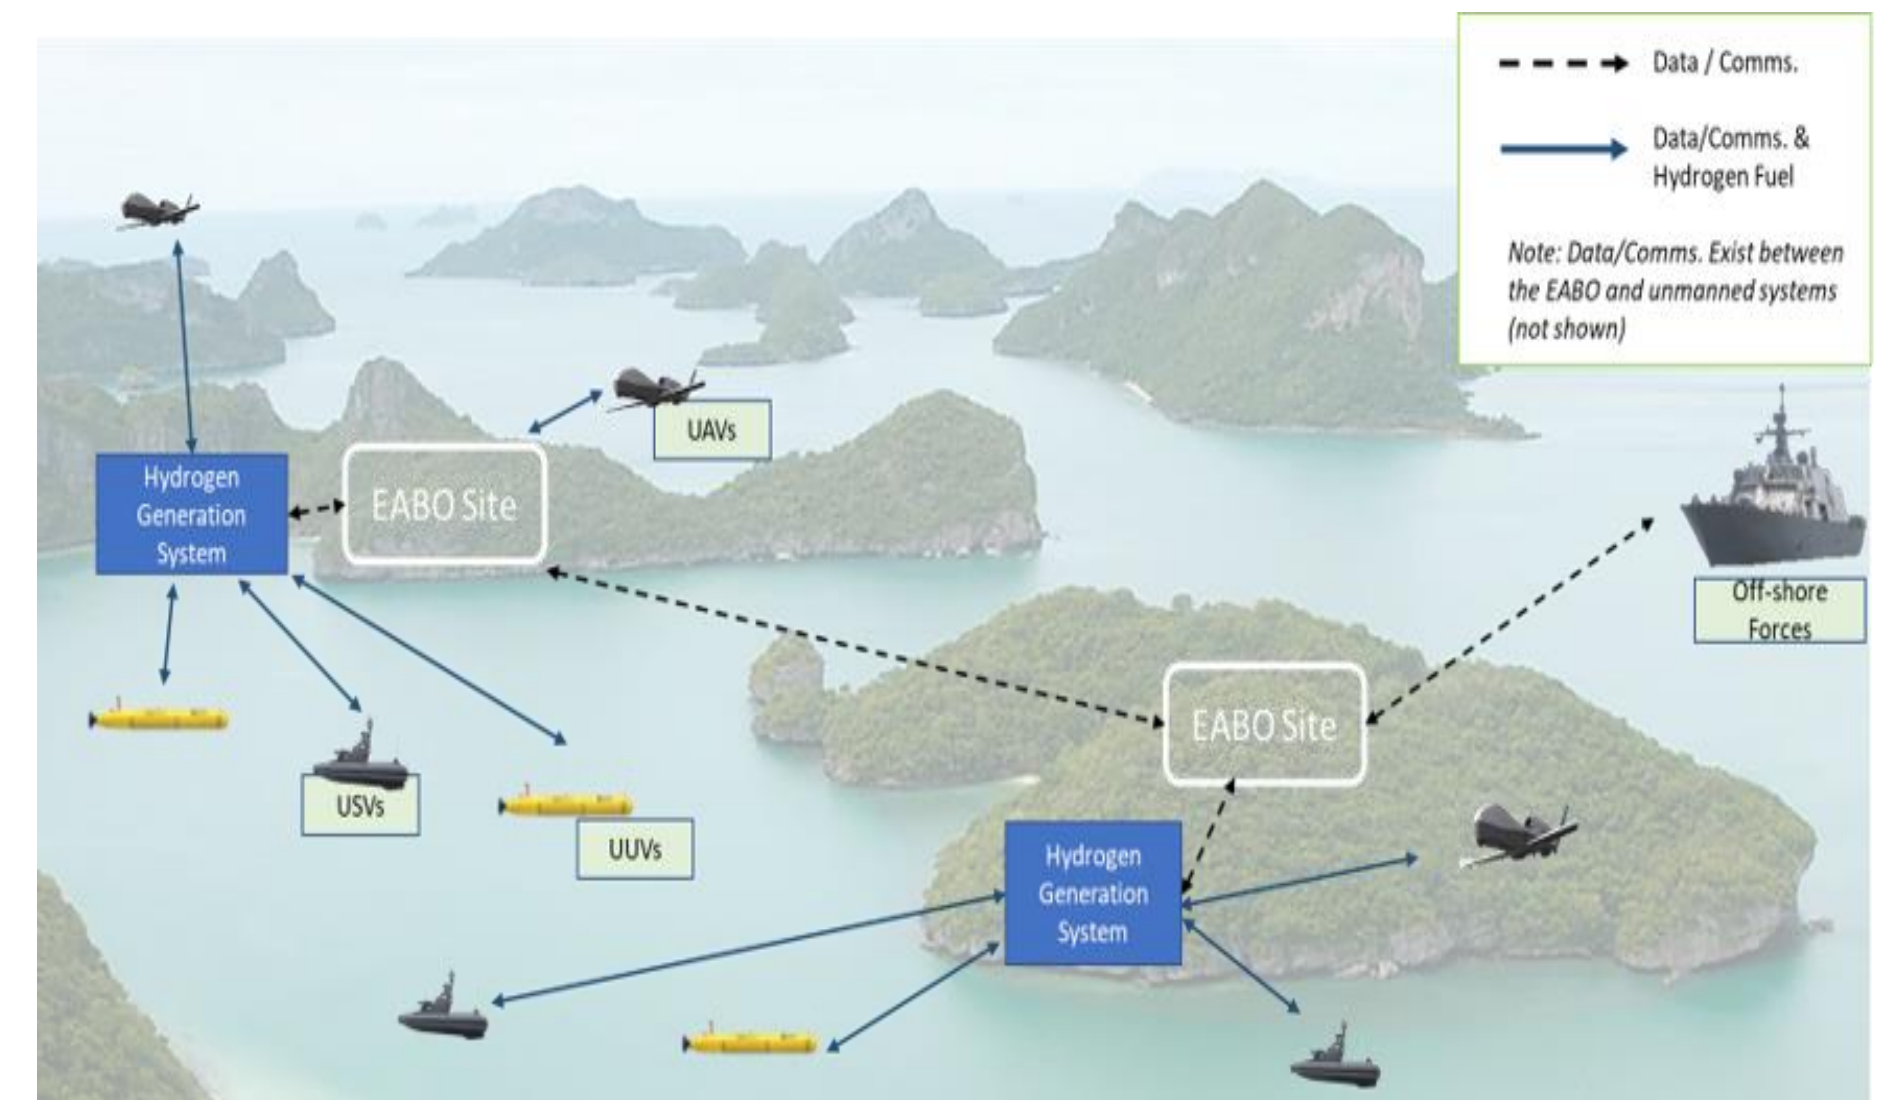 Data / Comms.
Data/Comms. &
Hydrogen Fuel
Note: Data/Comms. Exist between
the EABO and unmanned systems
(not shown)
UAVs
Hydrogen
Generation
System
EABO Site
Off-shore
Forces
EABO Site
USVs
UUVs
Hydrogen
Generation
System